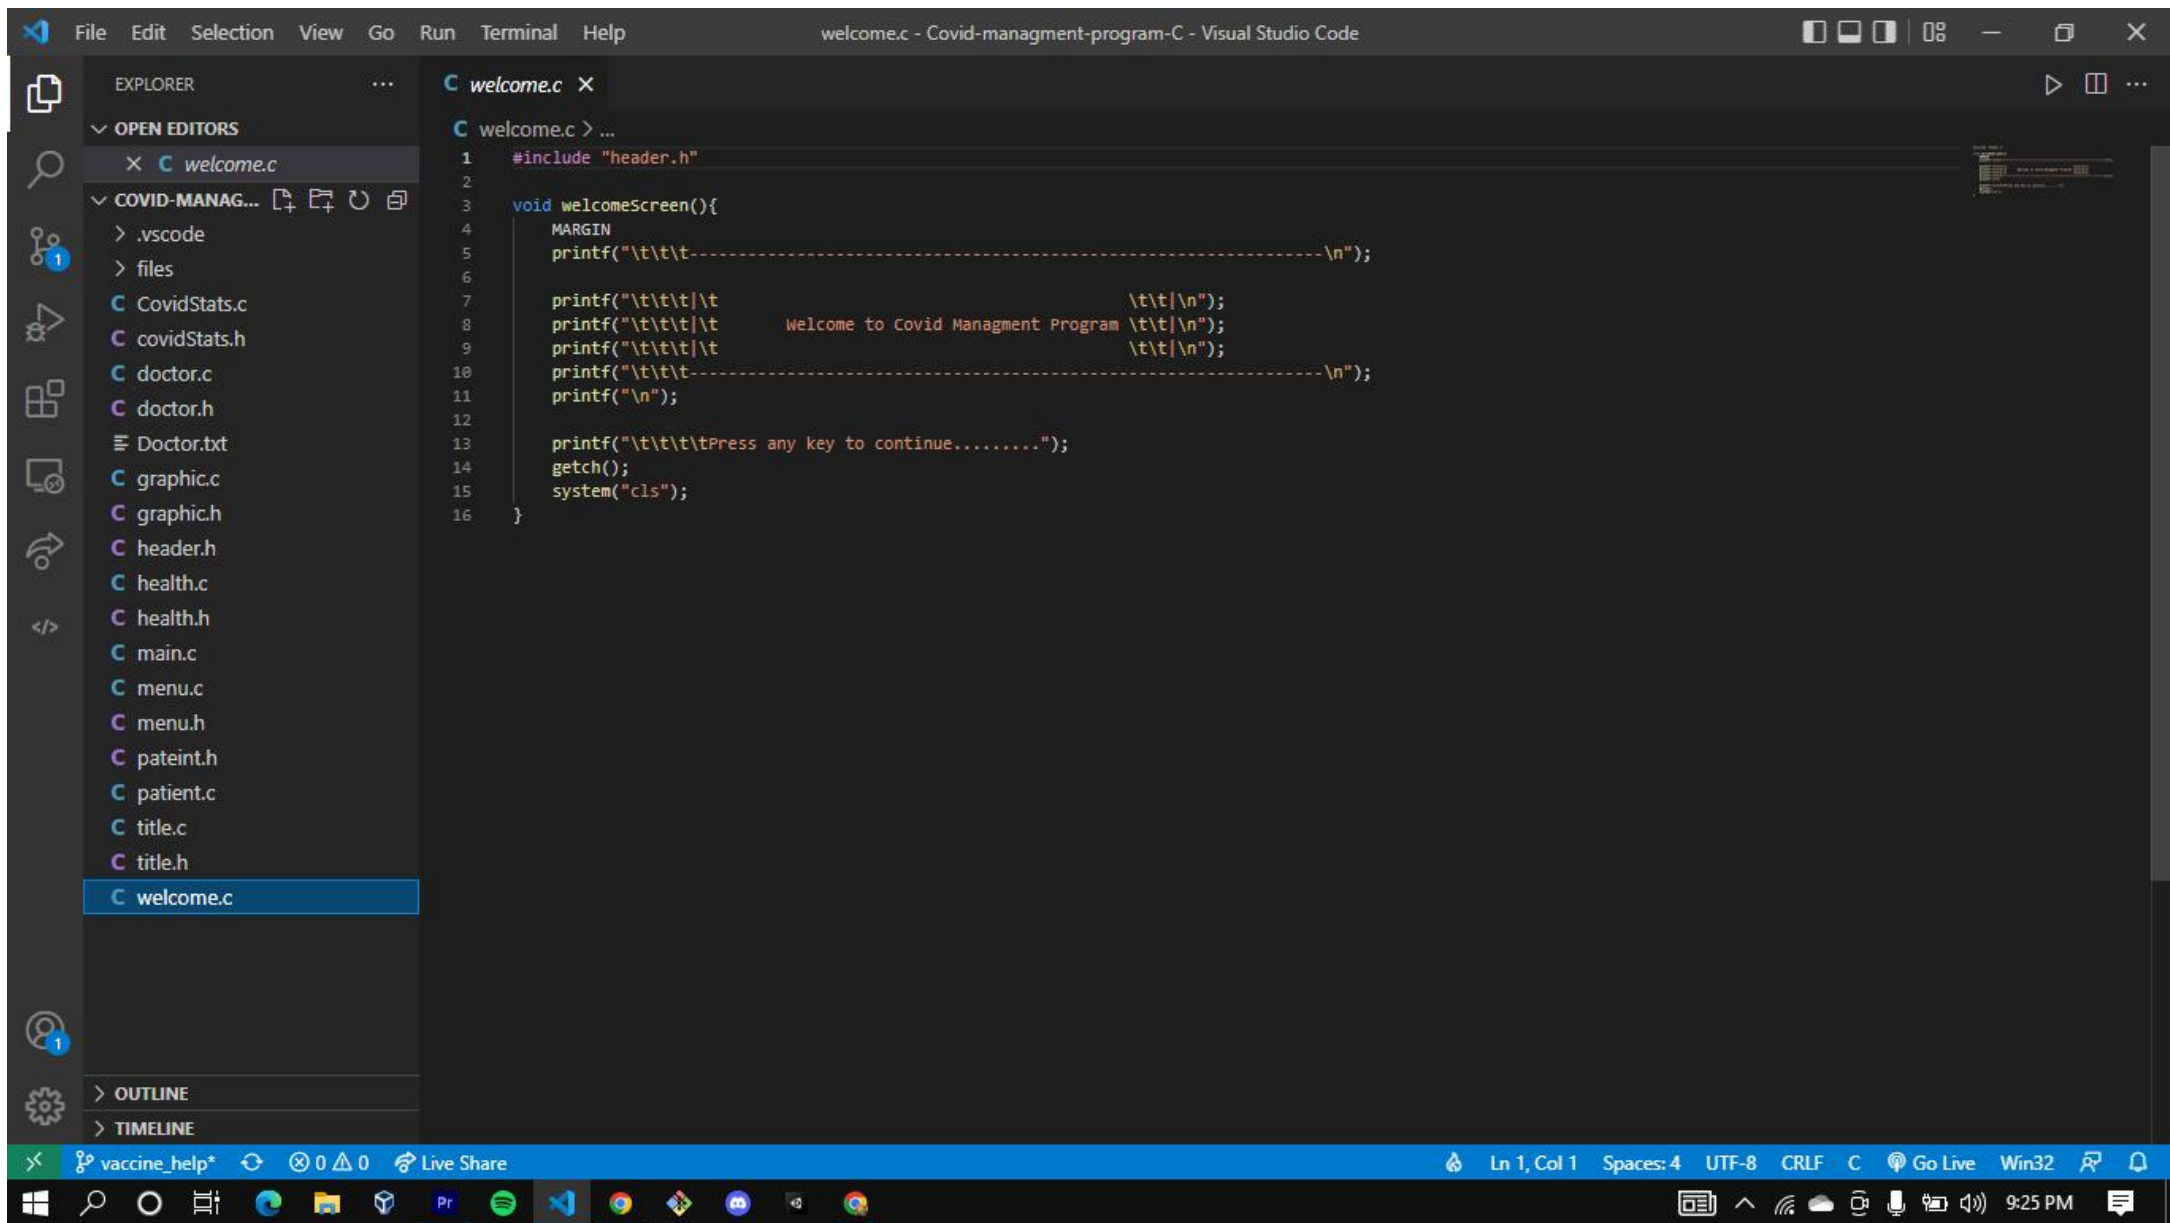 File Edit Selection View Go Run Terminal Help welcome.c - Covid-managment-program-C - Visual Studio Code
EXPLORER
OPEN EDITORS
welcome.c
COVID-MANAG...
.vscode
files
C CovidStats.c
C covidStats.h
C doctor.c
C doctor.h
Doctor.txt
C graphic.c
C graphic.h
C header.h
C health.c
C health.h
C main.c
C menu.c
C menu.h
C pateint.h
C patient.c
C title.c
C title.h
C welcome.c
OUTLINE
TIMELINE
C welcome.c
C welcome.c > ...
1 #include "header.h"
2
3 void welcomeScreen(){
4 MARGIN
5 printf("\t\t\t-----------------------------------------------------------------\n");
6
7 printf("\t\t\t|\t                                          \t\t|\n");
8 printf("\t\t\t|\t       Welcome to Covid Managment Program \t\t|\n");
9 printf("\t\t\t|\t                                          \t\t|\n");
10 printf("\t\t\t-----------------------------------------------------------------\n");
11 printf("\n");
12
13 printf("\t\t\t\tPress any key to continue.........");
14 getch();
15 system("cls");
16 }
1
1
vaccine_help* 0 0 Live Share Ln 1, Col 1 Spaces: 4 UTF-8 CRLF C Go Live Win32
Pr 9:25 PM